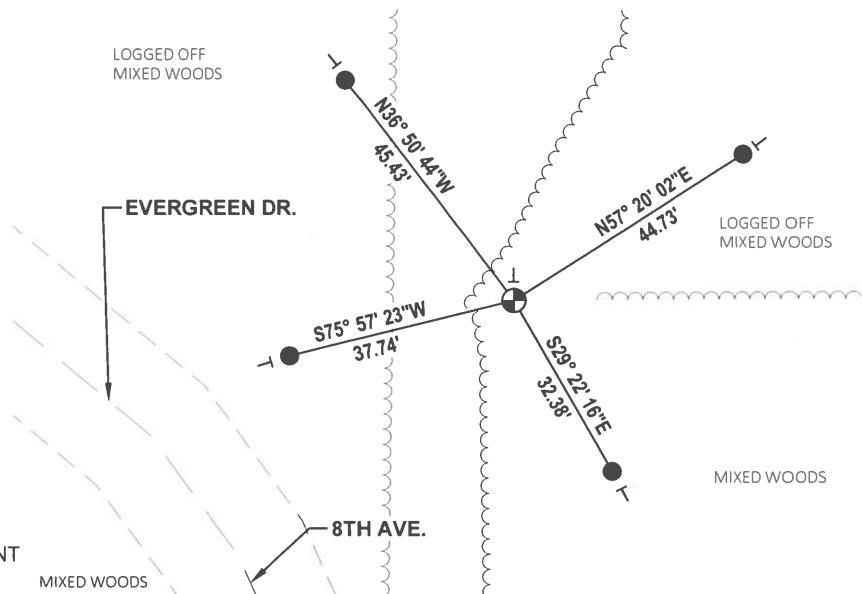 LOGGED OFF
MIXED WOODS
N36° 50' 44"W
45.43'
N57° 20' 02"E
44.73'
EVERGREEN DR.
LOGGED OFF
MIXED WOODS
S75° 57' 23"W
37.74'
S29° 22' 16"E
32.38'
MIXED WOODS
8TH AVE.
NT
MIXED WOODS